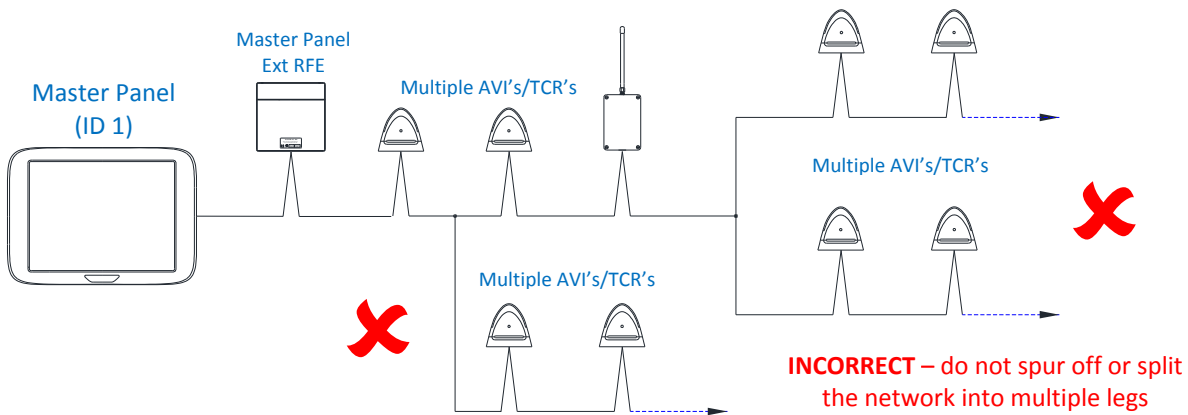 Master Panel
Ext RFE
Master Panel
(ID 1)
Multiple AVI's/TCR's
Multiple AVI's/TCR's
Multiple AVI's/TCR's
INCORRECT – do not spur off or split
the network into multiple legs